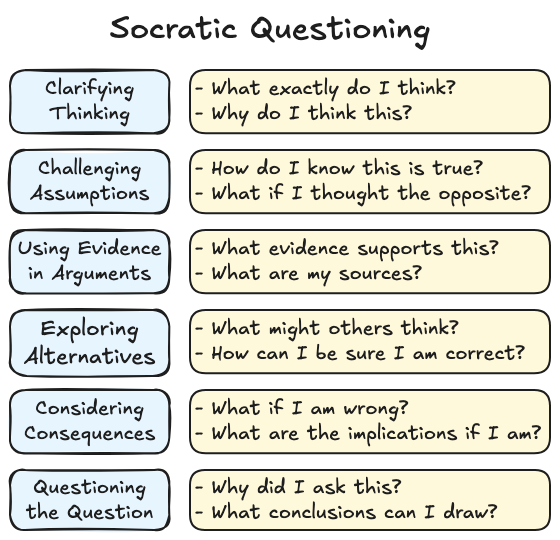 Socratic Questioning
Clarifying
Thinking
- What exactly do I think?
- Why do I think this?
Challenging
Assumptions
- How do I know this is true?
- What if I thought the opposite?
Using Evidence
in Arguments
- What evidence supports this?
- What are my sources?
Exploring
Alternatives
- What might others think?
- How can I be sure I am correct?
Considering
Consequences
- What if I am wrong?
- What are the implications if I am?
Questioning
the Question
- Why did I ask this?
- What conclusions can I draw?